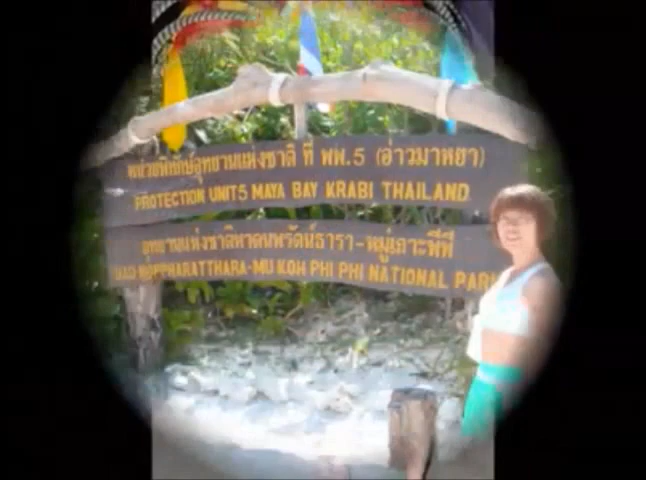 หน่วยพิทักษ์อุทยานแห่งชาติ ที่ พพ.5 (อ่าวมาหยา)
PROTECTION UNIT5 MAYA BAY KRABI THAILAND
อุทยานแห่งชาติหาดนพรัตน์ธารา-หมู่เกาะพีพี
HAD NOPPHARATTHARA-MU KOH PHI PHI NATIONAL PARK